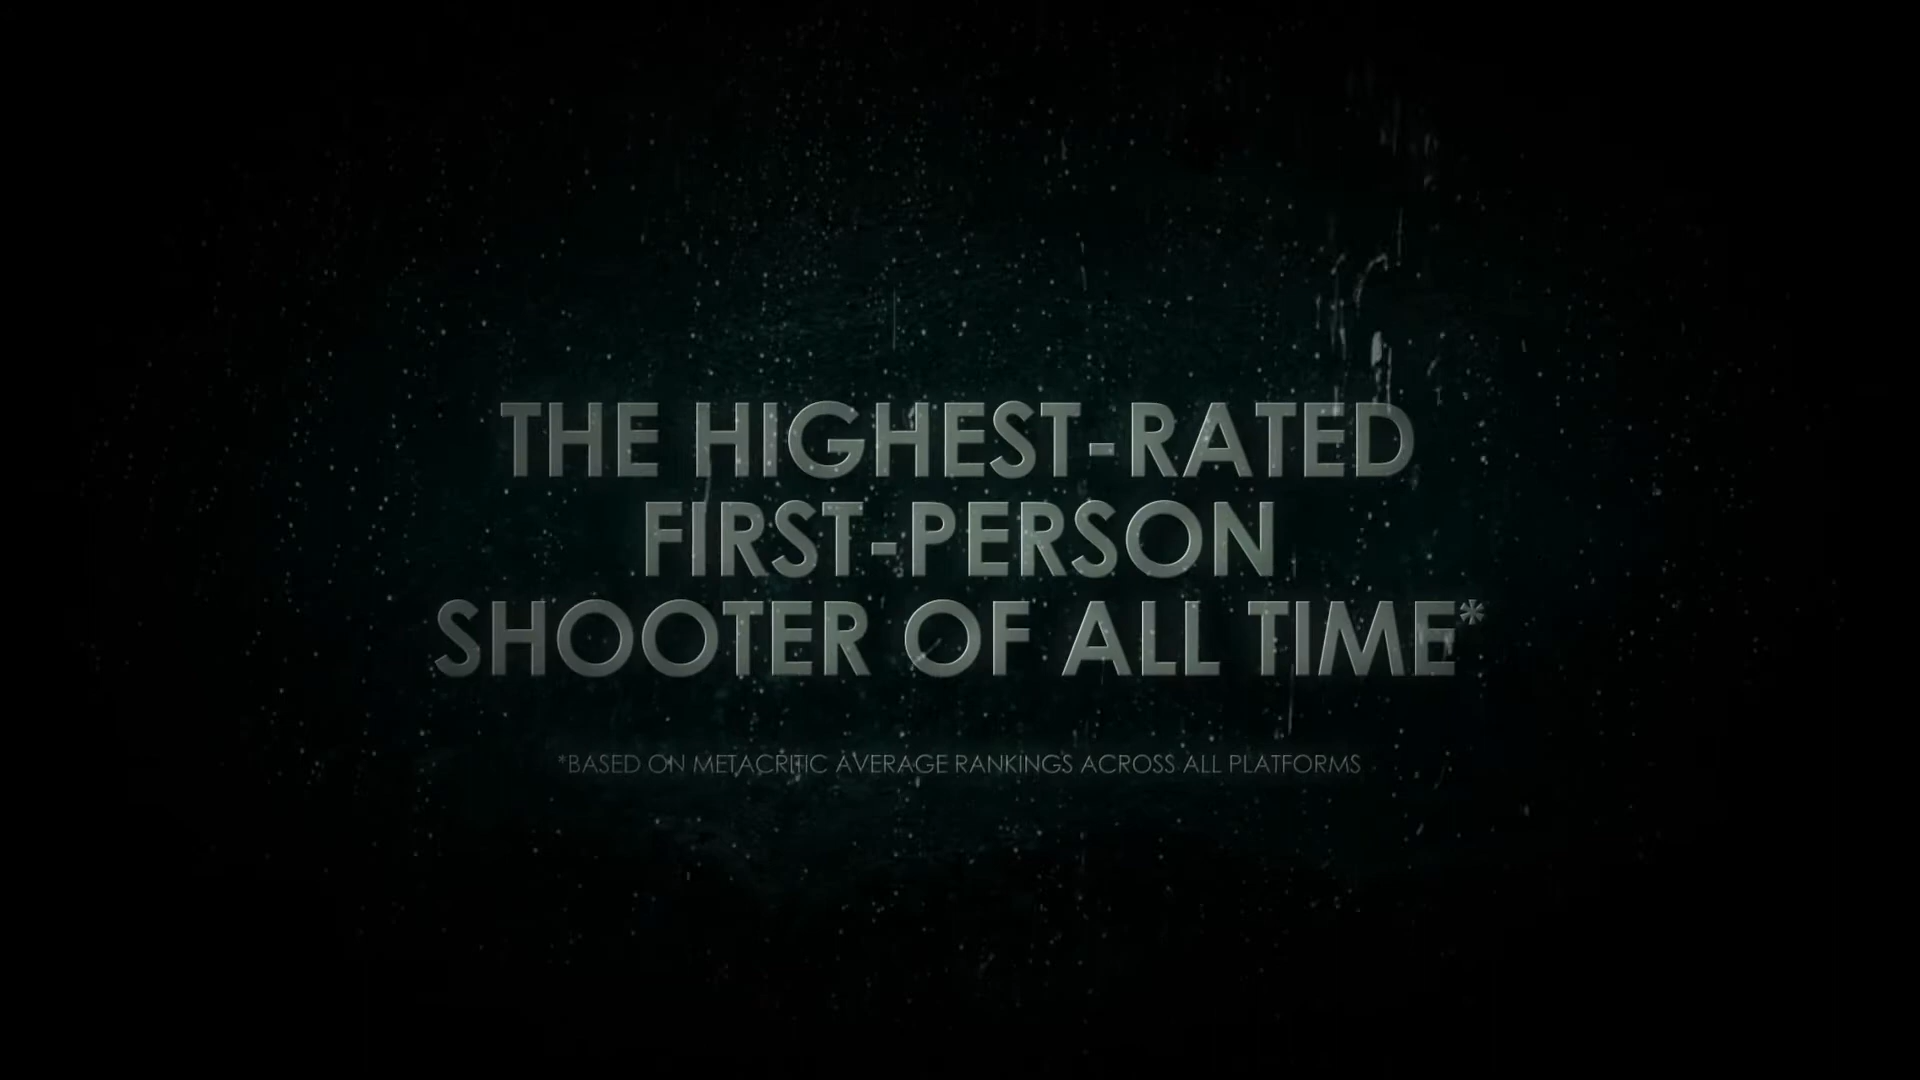 THE HIGHEST-RATED
FIRST-PERSON
SHOOTER OF ALL TIME*
*BASED ON METACRITIC AVERAGE RANKINGS ACROSS ALL PLATFORMS